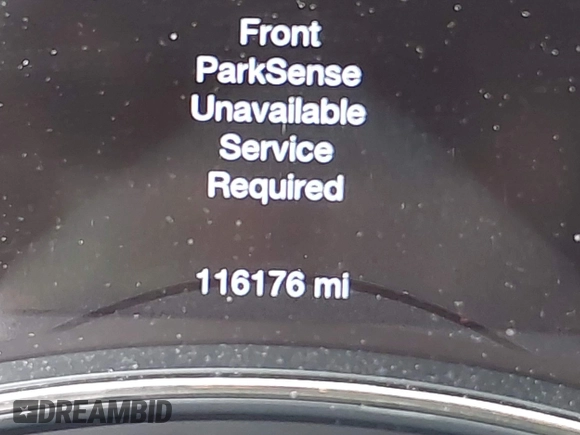 Front
ParkSense
Unavailable
Service
Required
116176 mi
DREAMBID